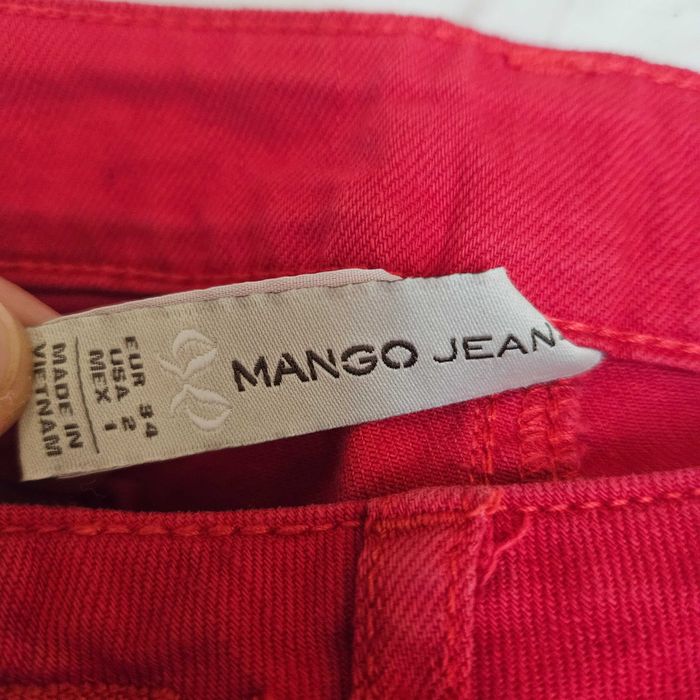 MANGO JEAN
EUR 34
USA 2
MEX 1
MADE IN
VIETNAM